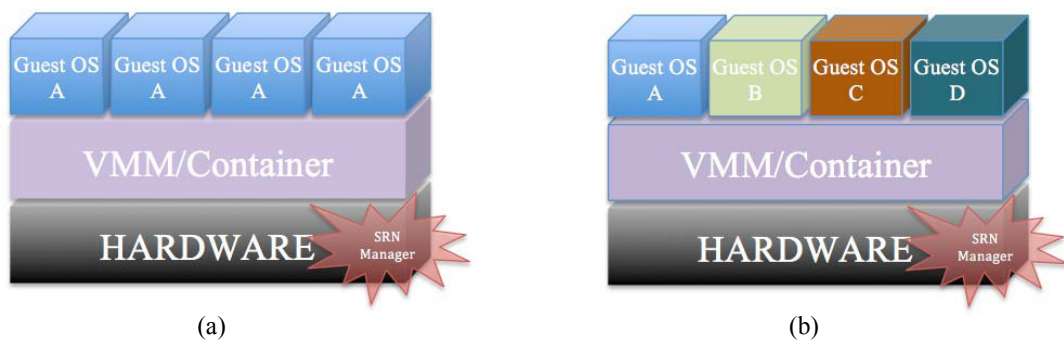 Guest OS Guest OS Guest OS Guest OS
A A A A
VMM/Container
HARDWARE
SRN
Manager
(a)
Guest OS Guest OS Guest OS Guest OS
A B C D
VMM/Container
HARDWARE
SRN
Manager
(b)